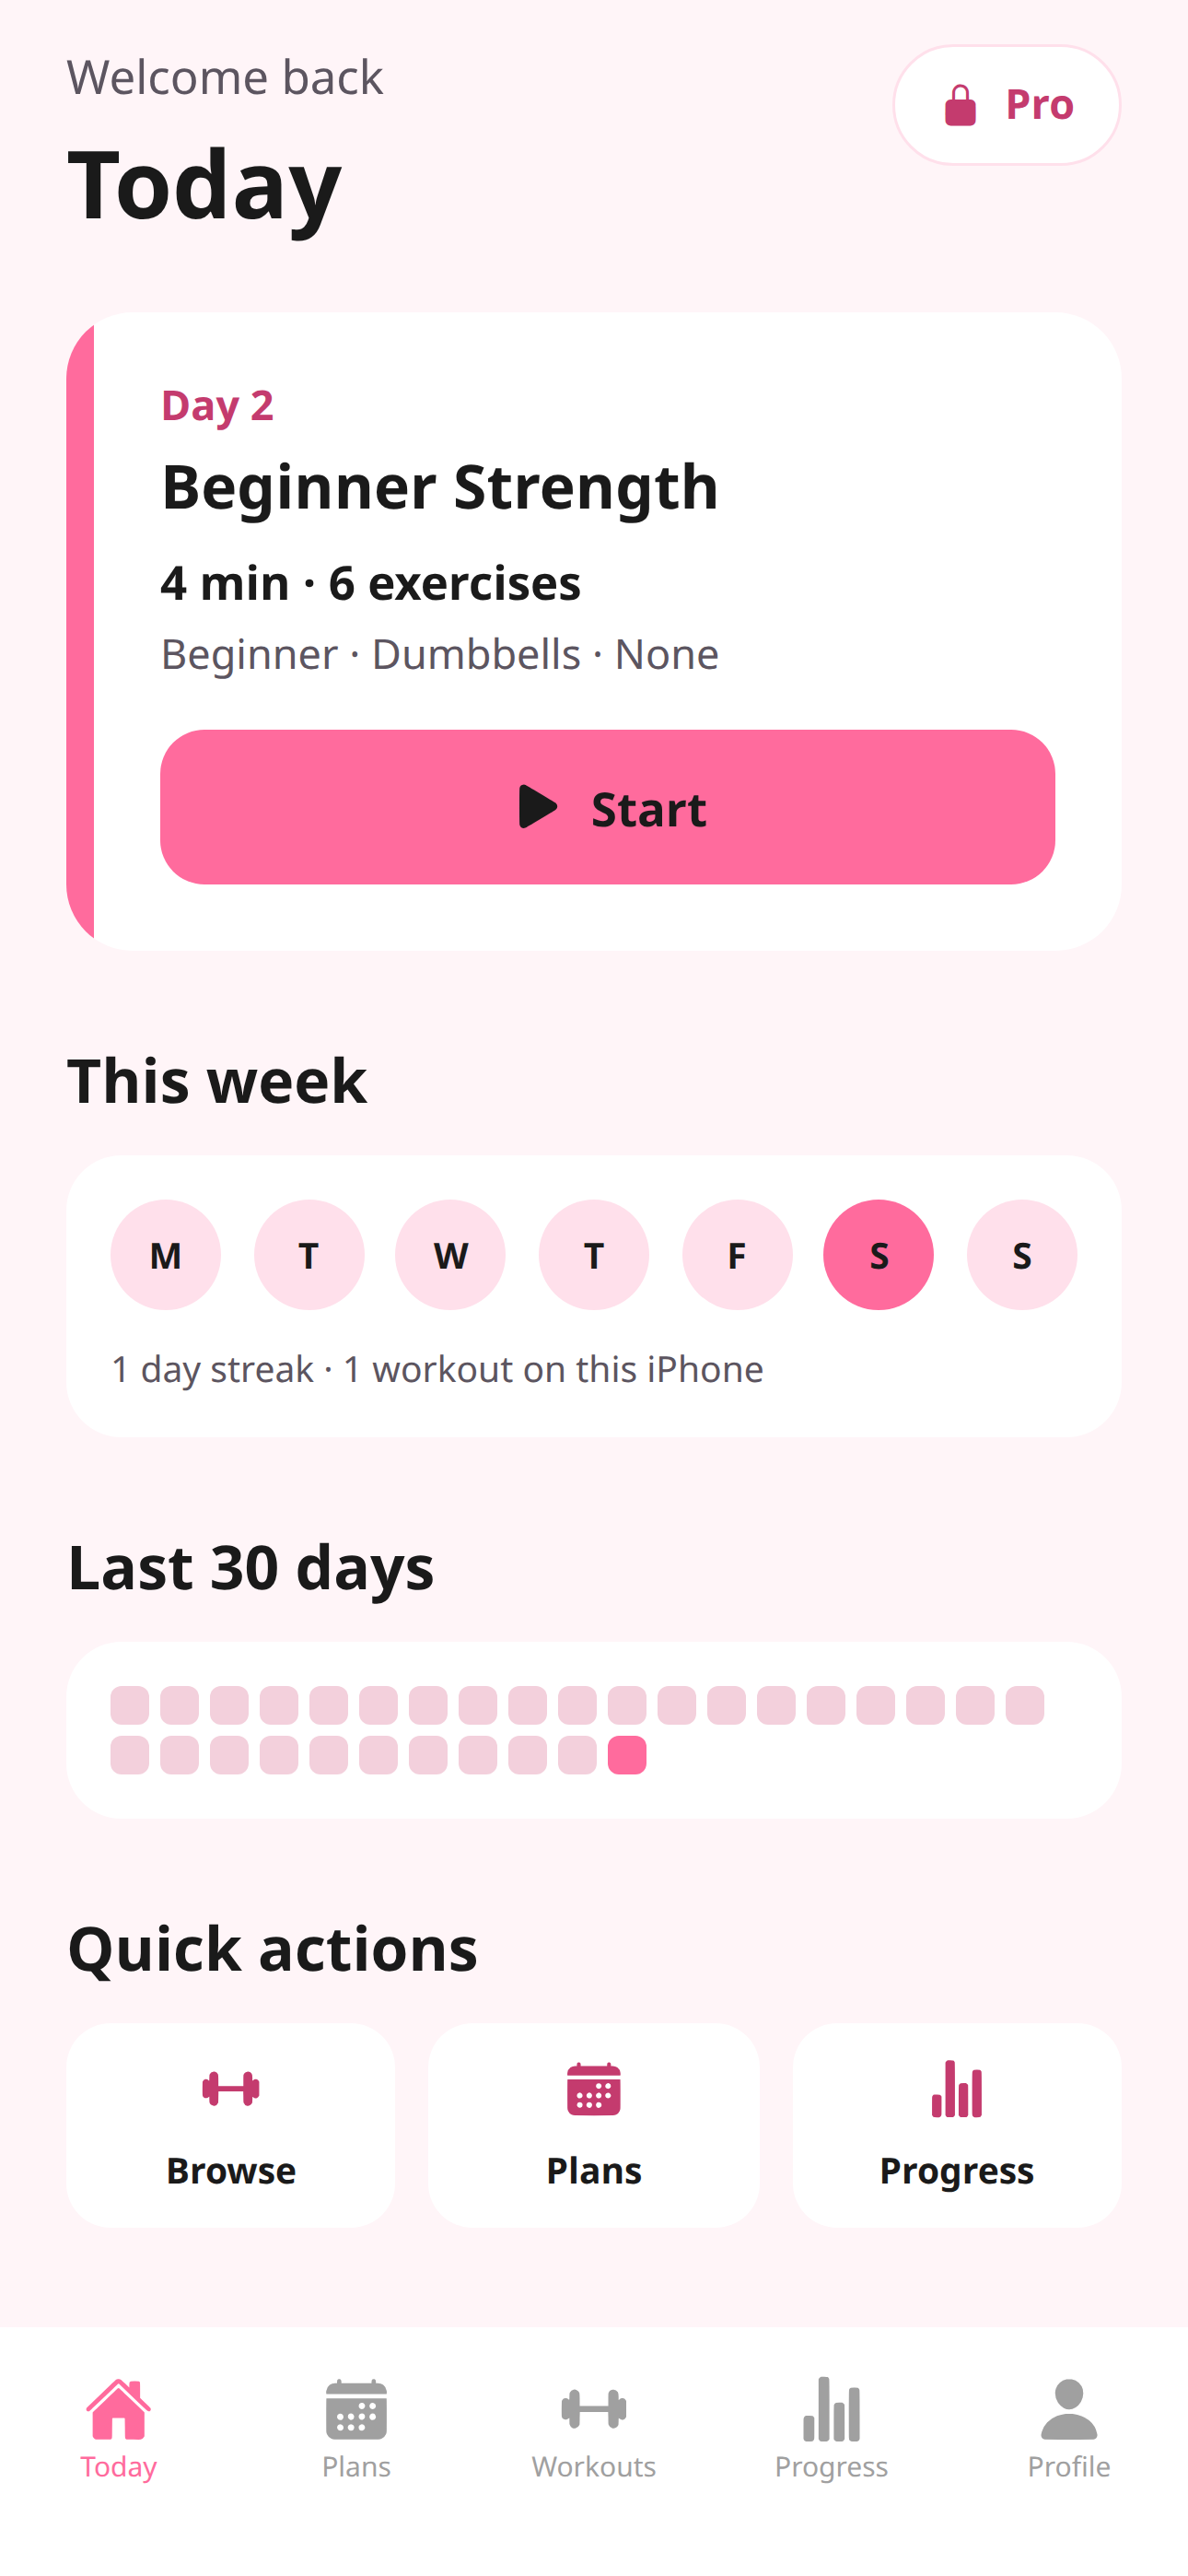 Welcome back
Pro
Today
Day 2
Beginner Strength
4 min · 6 exercises
Beginner · Dumbbells · None
Start
This week
M T W T F S S
1 day streak · 1 workout on this iPhone
Last 30 days
Quick actions
Browse Plans Progress
Today Plans Workouts Progress Profile